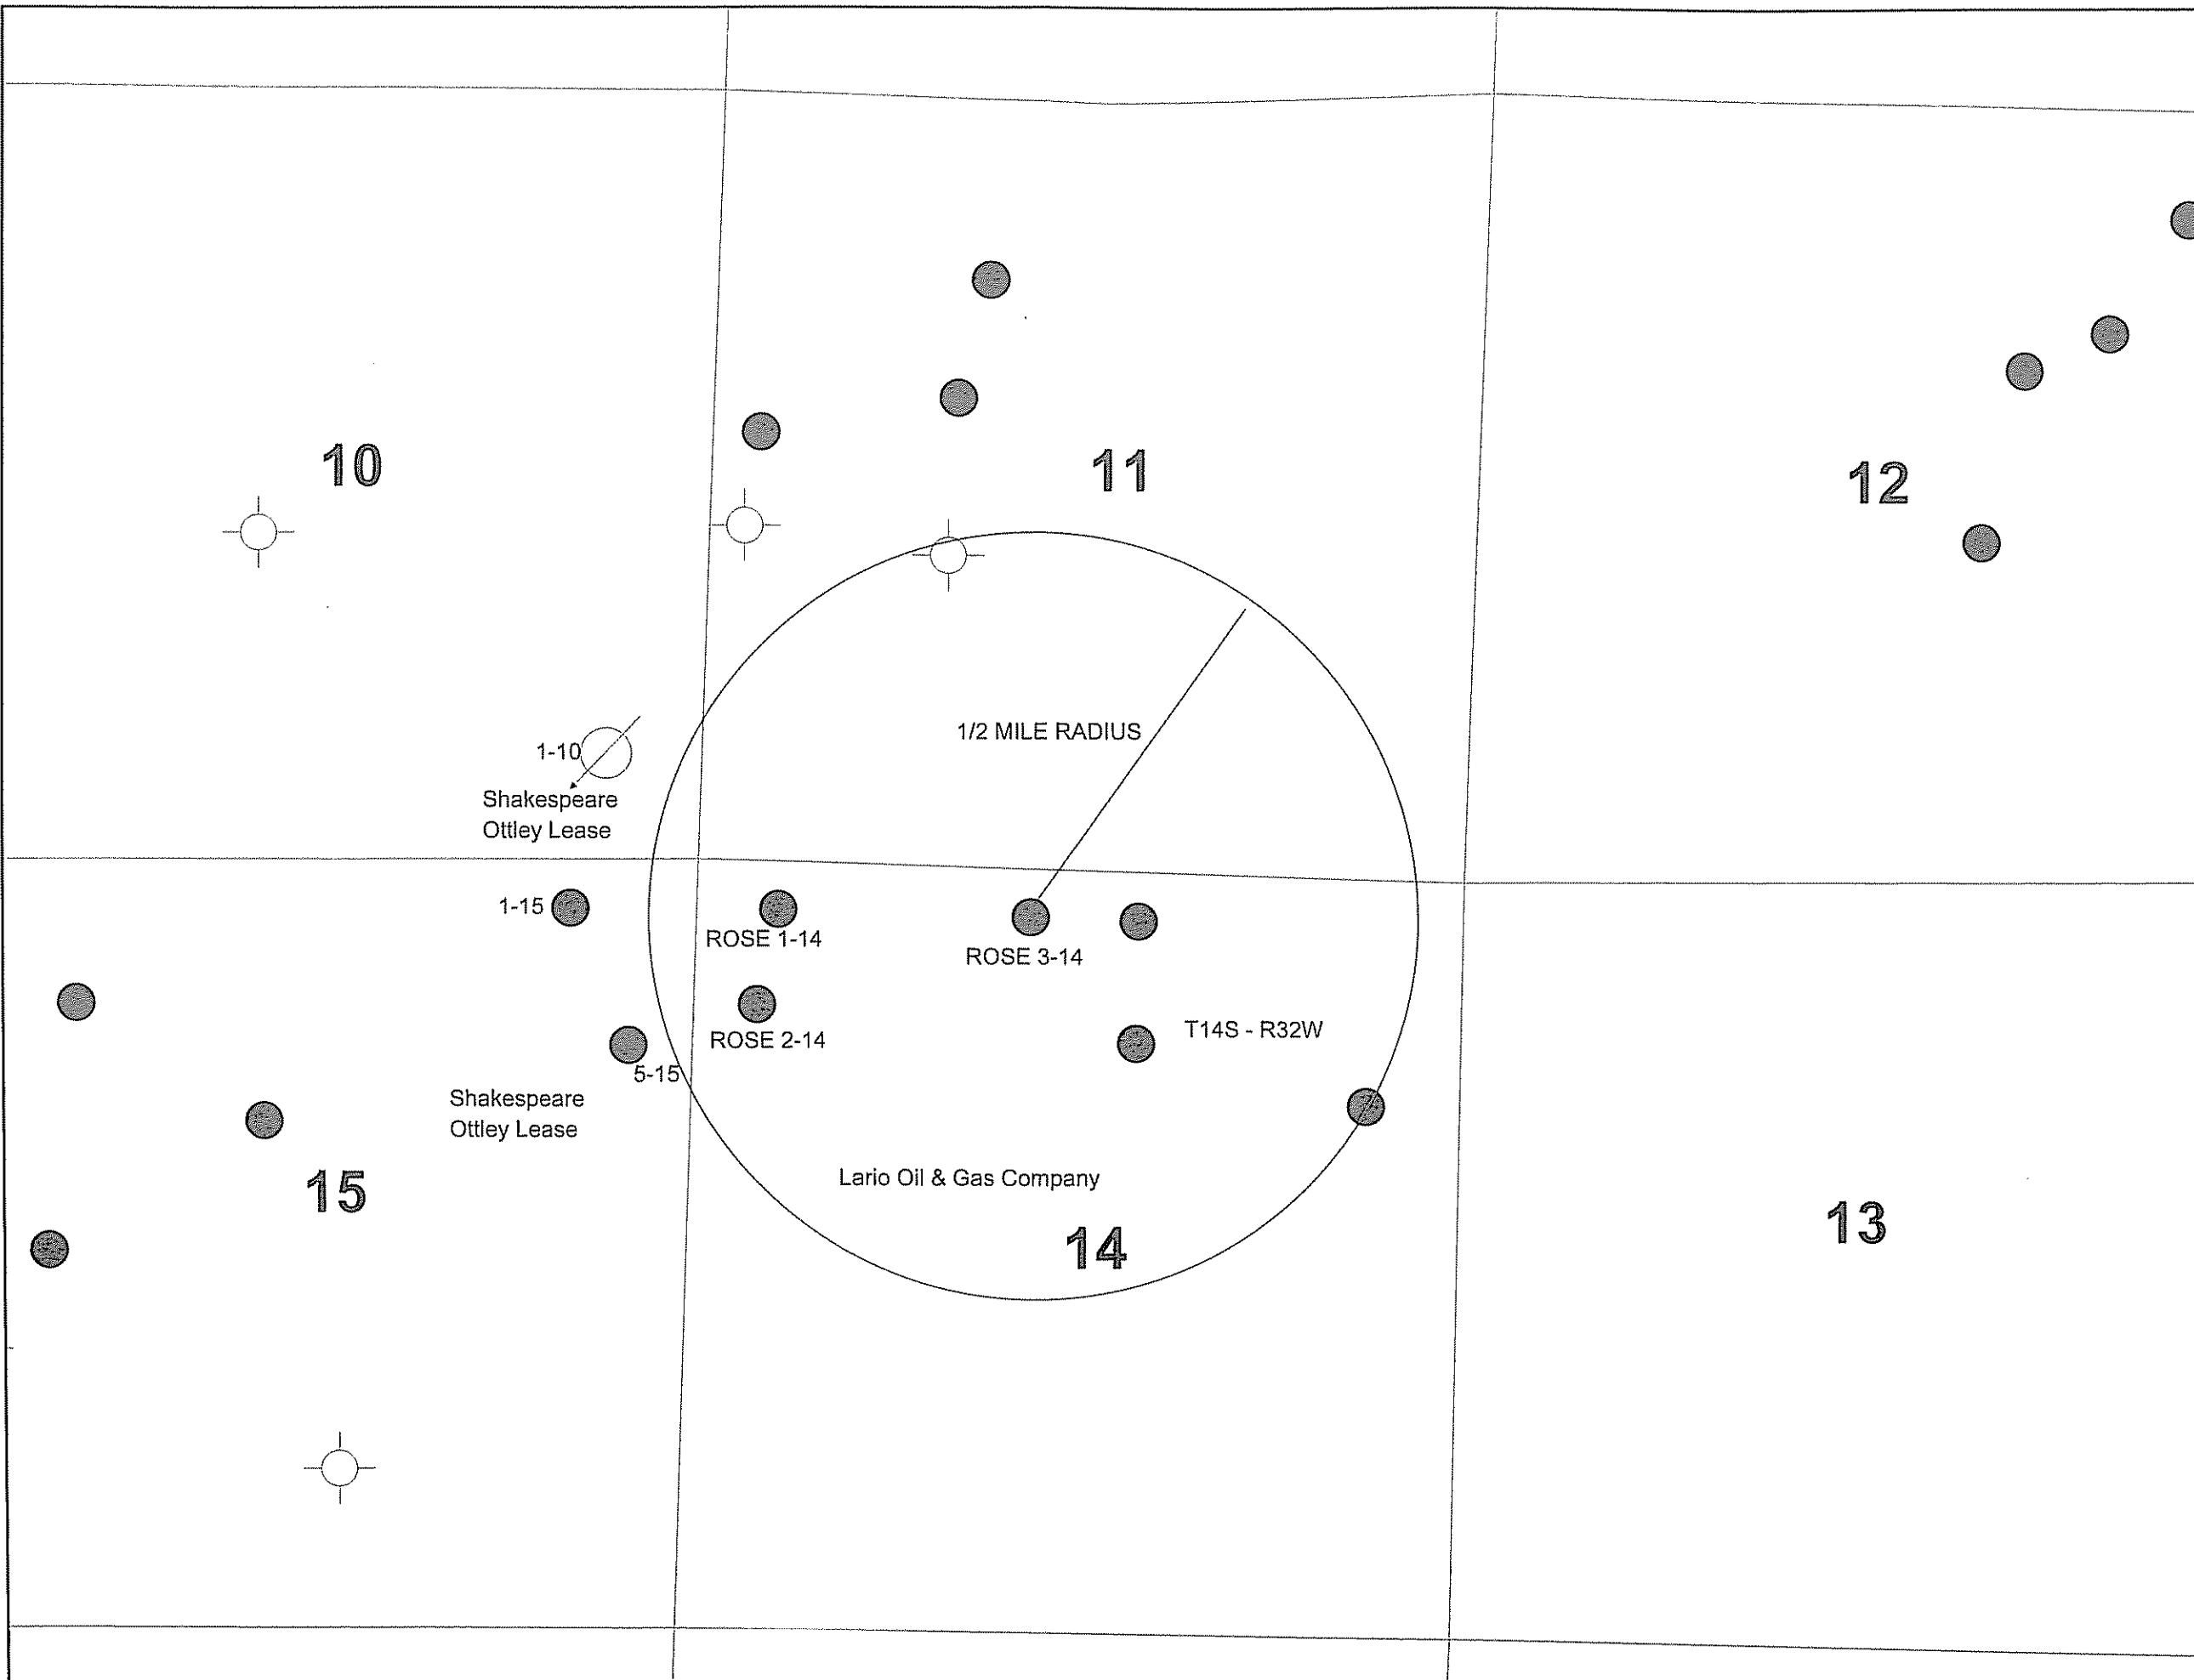 10
11
12
1/2 MILE RADIUS
1-10
Shakespeare
Ottley Lease
1-15
ROSE 1-14
ROSE 3-14
ROSE 2-14
T14S - R32W
5-15
Shakespeare
Ottley Lease
Lario Oil & Gas Company
15
14
13